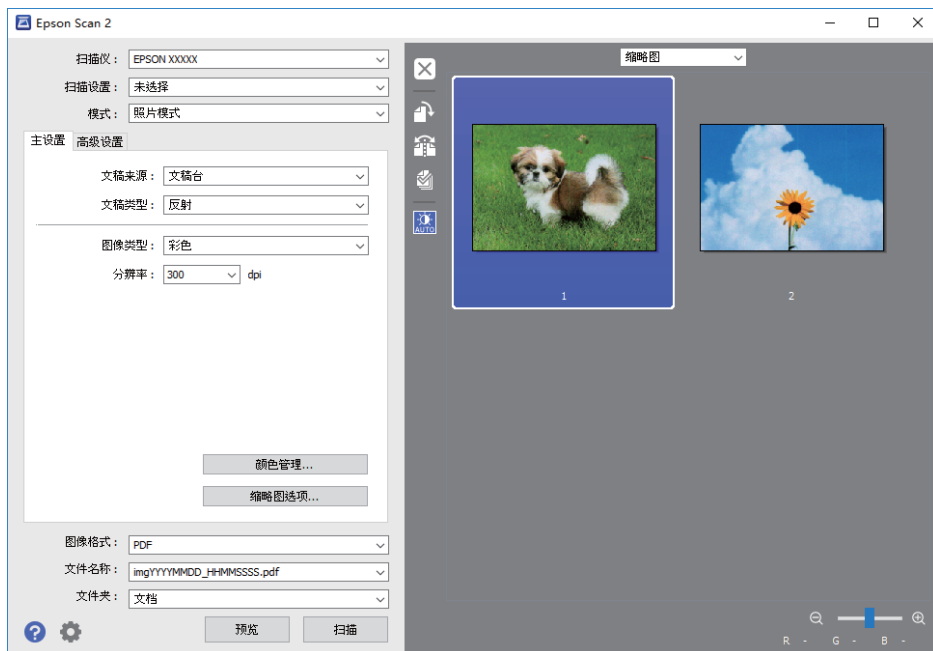 Epson Scan 2
扫描仪： EPSON XXXXX
扫描设置： 未选择
模式： 照片模式
主设置 高级设置
文稿来源： 文稿台
文稿类型： 反射
图像类型： 彩色
分辨率： 300 dpi
颜色管理...
缩略图选项...
图像格式： PDF
文件名称： imgYYYYMMDD_HHMMSSSS.pdf
文件夹： 文档
预览 扫描
缩略图
AUTO
1 2
R - G - B -